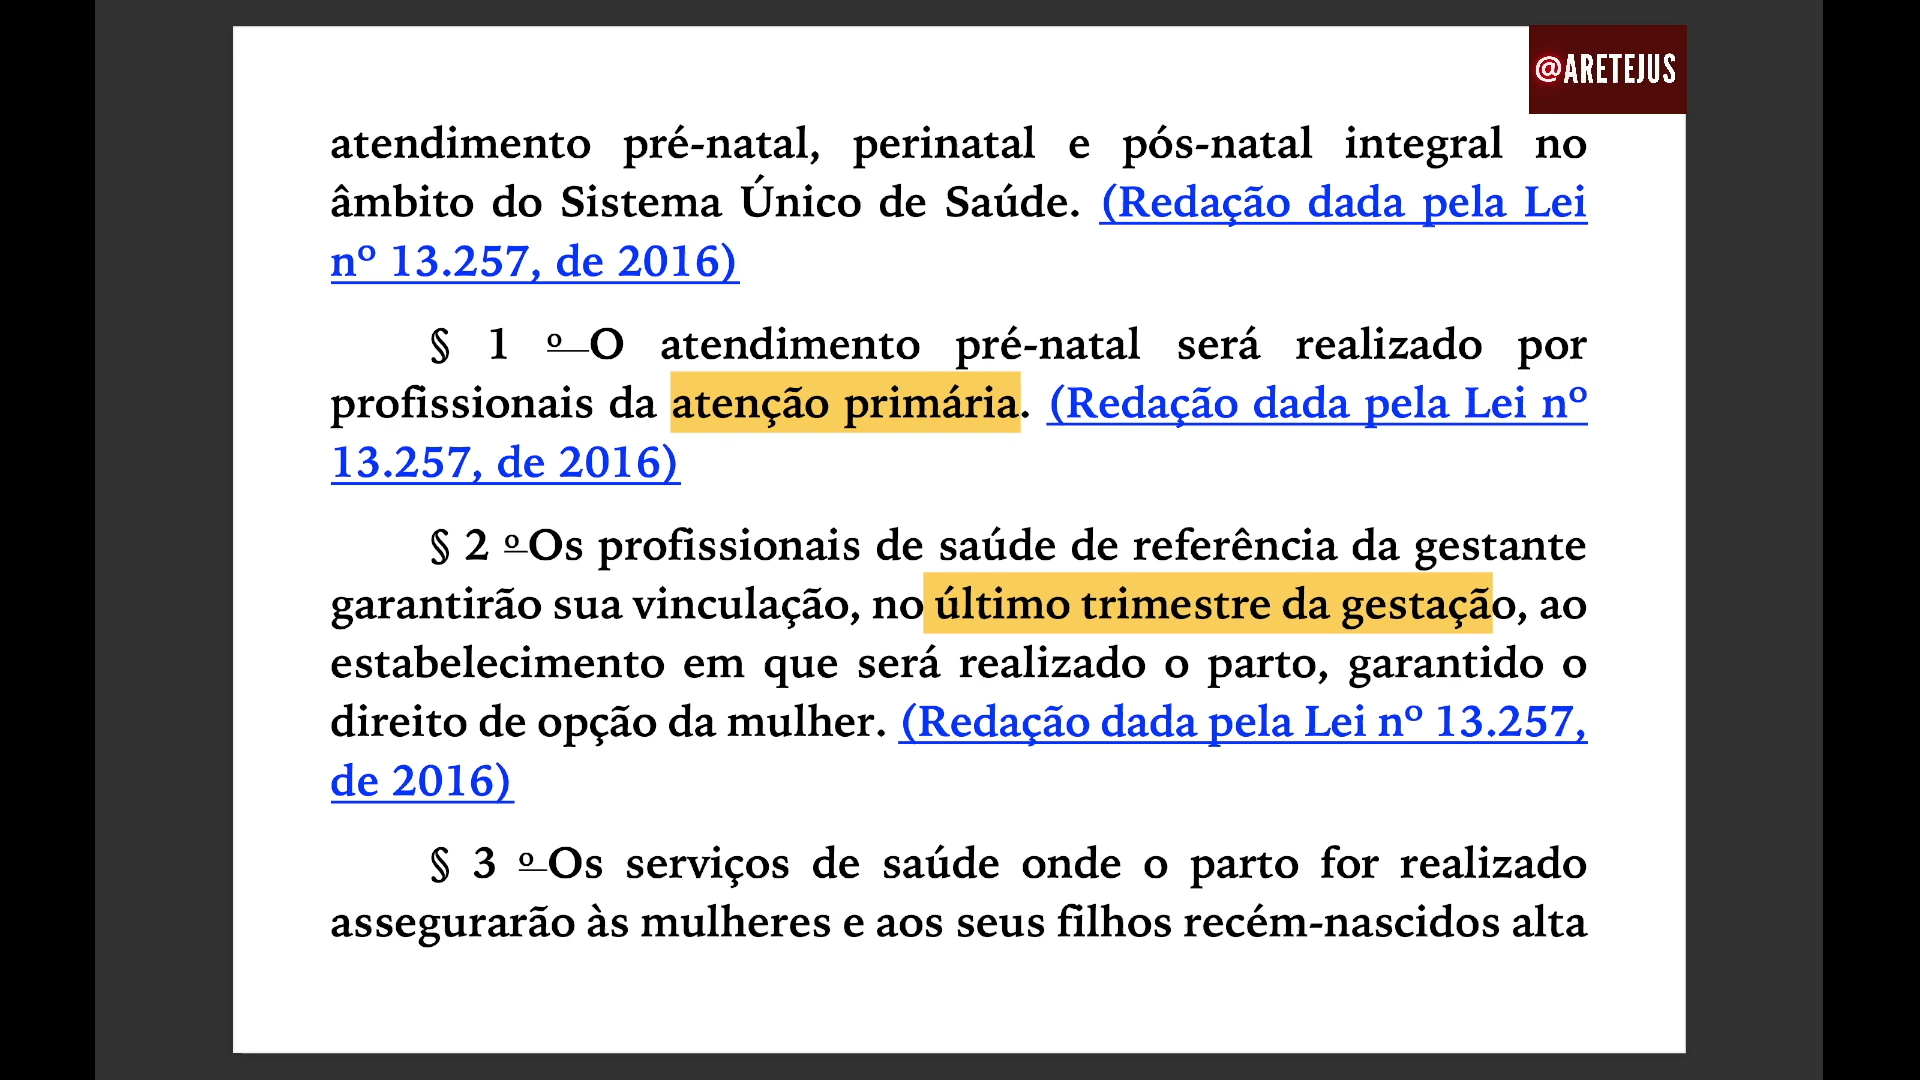 @ARETEJUS
atendimento pré-natal, perinatal e pós-natal integral no
âmbito do Sistema Único de Saúde. (Redação dada pela Lei
nº 13.257, de 2016)
§ 1 º O atendimento pré-natal será realizado por
profissionais da atenção primária. (Redação dada pela Lei nº
13.257, de 2016)
§ 2 º Os profissionais de saúde de referência da gestante
garantirão sua vinculação, no último trimestre da gestação, ao
estabelecimento em que será realizado o parto, garantido o
direito de opção da mulher. (Redação dada pela Lei nº 13.257,
de 2016)
§ 3 º Os serviços de saúde onde o parto for realizado
assegurarão às mulheres e aos seus filhos recém-nascidos alta